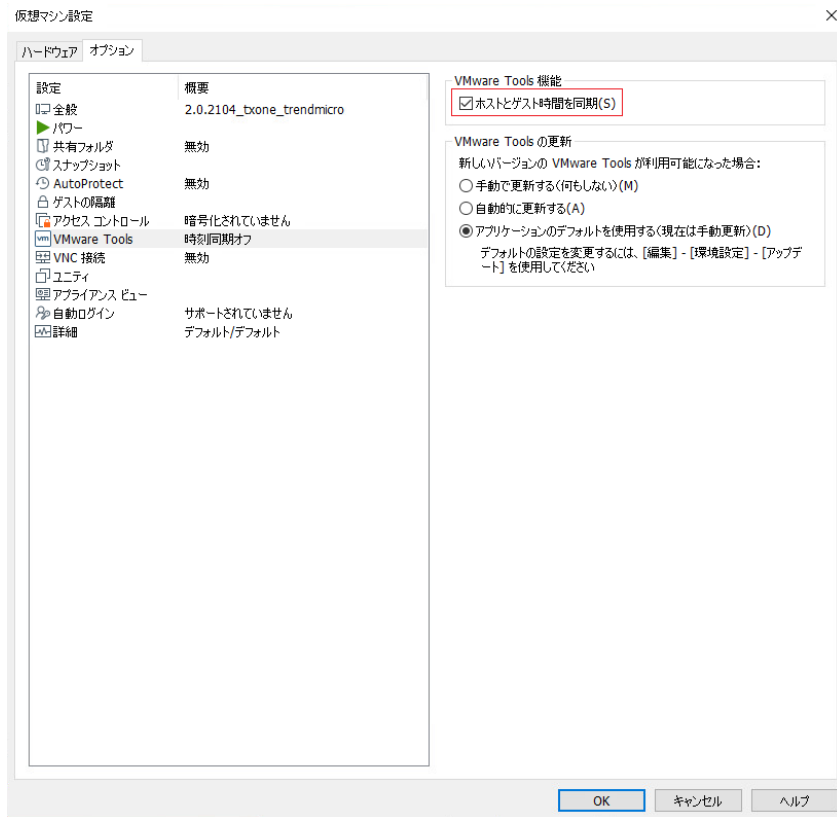 仮想マシン設定
ハードウェア オプション
設定 概要
全般 2.0.2104_txone_trendmicro
パワー
共有フォルダ 無効
スナップショット
AutoProtect 無効
ゲストの隔離
アクセス コントロール 暗号化されていません
VMware Tools 時刻同期オフ
VNC 接続 無効
ユニティ
アプライアンス ビュー
自動ログイン サポートされていません
詳細 デフォルト/デフォルト
VMware Tools 機能
ホストとゲスト時間を同期(S)
VMware Tools の更新
新しいバージョンの VMware Tools が利用可能になった場合:
手動で更新する(何もしない)(M)
自動的に更新する(A)
アプリケーションのデフォルトを使用する(現在は手動更新)(D)
デフォルトの設定を変更するには、[編集] - [環境設定] - [アップデ
ート] を使用してください
OK キャンセル ヘルプ